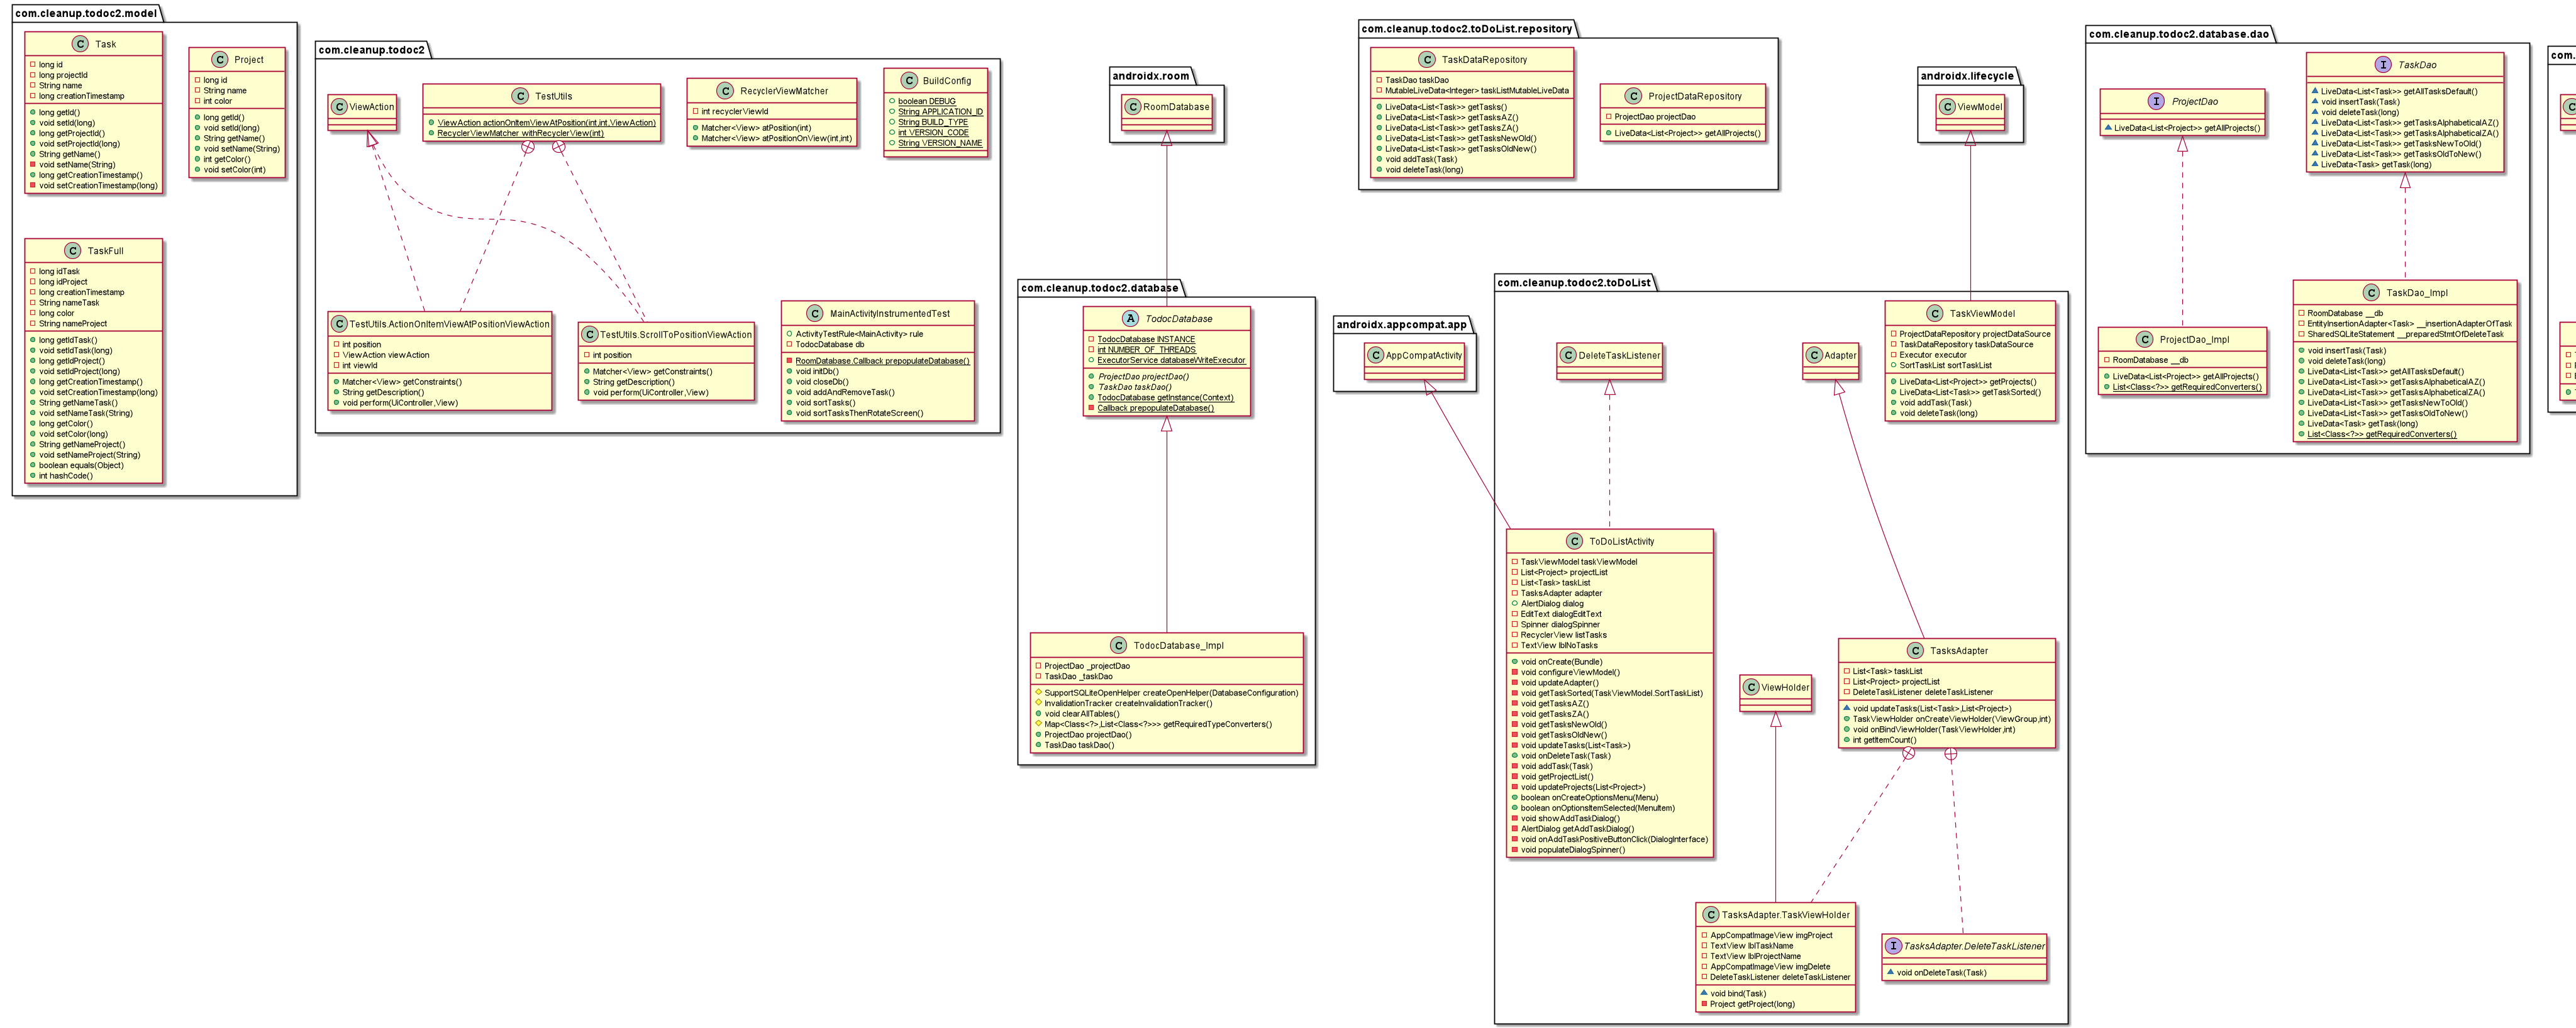 com.cleanup.todoc2.model
C Task
long id
long projectId
String name
long creationTimestamp
long getId()
void setId(long)
long getProjectId()
void setProjectId(long)
String getName()
void setName(String)
long getCreationTimestamp()
void setCreationTimestamp(long)
C Project
long id
String name
int color
long getId()
void setId(long)
String getName()
void setName(String)
int getColor()
void setColor(int)
C TaskFull
long idTask
long idProject
long creationTimestamp
String nameTask
long color
String nameProject
long getIdTask()
void setIdTask(long)
long getIdProject()
void setIdProject(long)
long getCreationTimestamp()
void setCreationTimestamp(long)
String getNameTask()
void setNameTask(String)
long getColor()
void setColor(long)
String getNameProject()
void setNameProject(String)
boolean equals(Object)
int hashCode()
com.cleanup.todoc2
C ViewAction
C TestUtils
ViewAction actionOnItemViewAtPosition(int,int,ViewAction)
RecyclerViewMatcher withRecyclerView(int)
C RecyclerViewMatcher
int recyclerViewId
Matcher<View> atPosition(int)
Matcher<View> atPositionOnView(int,int)
C BuildConfig
boolean DEBUG
String APPLICATION_ID
String BUILD_TYPE
int VERSION_CODE
String VERSION_NAME
C TestUtils.ActionOnItemViewAtPositionViewAction
int position
ViewAction viewAction
int viewId
Matcher<View> getConstraints()
String getDescription()
void perform(UiController,View)
C TestUtils.ScrollToPositionViewAction
int position
Matcher<View> getConstraints()
String getDescription()
void perform(UiController,View)
C MainActivityInstrumentedTest
ActivityTestRule<MainActivity> rule
TodocDatabase db
RoomDatabase.Callback prepopulateDatabase()
void initDb()
void closeDb()
void addAndRemoveTask()
void sortTasks()
void sortTasksThenRotateScreen()
androidx.room
C RoomDatabase
com.cleanup.todoc2.database
A TodocDatabase
TodocDatabase INSTANCE
int NUMBER_OF_THREADS
ExecutorService databaseWriteExecutor
ProjectDao projectDao()
TaskDao taskDao()
TodocDatabase getInstance(Context)
Callback prepopulateDatabase()
C TodocDatabase_Impl
ProjectDao _projectDao
TaskDao _taskDao
SupportSQLiteOpenHelper createOpenHelper(DatabaseConfiguration)
InvalidationTracker createInvalidationTracker()
void clearAllTables()
Map<Class<?>,List<Class<?>>> getRequiredTypeConverters()
ProjectDao projectDao()
TaskDao taskDao()
com.cleanup.todoc2.toDoList.repository
C TaskDataRepository
TaskDao taskDao
MutableLiveData<Integer> taskListMutableLiveData
LiveData<List<Task>> getTasks()
LiveData<List<Task>> getTasksAZ()
LiveData<List<Task>> getTasksZA()
LiveData<List<Task>> getTasksNewOld()
LiveData<List<Task>> getTasksOldNew()
void addTask(Task)
void deleteTask(long)
C ProjectDataRepository
ProjectDao projectDao
LiveData<List<Project>> getAllProjects()
androidx.appcompat.app
C AppCompatActivity
androidx.lifecycle
C ViewModel
com.cleanup.todoc2.toDoList
C DeleteTaskListener
C Adapter
C TaskViewModel
ProjectDataRepository projectDataSource
TaskDataRepository taskDataSource
Executor executor
SortTaskList sortTaskList
LiveData<List<Project>> getProjects()
LiveData<List<Task>> getTaskSorted()
void addTask(Task)
void deleteTask(long)
C ToDoListActivity
TaskViewModel taskViewModel
List<Project> projectList
List<Task> taskList
TasksAdapter adapter
AlertDialog dialog
EditText dialogEditText
Spinner dialogSpinner
RecyclerView listTasks
TextView lblNoTasks
void onCreate(Bundle)
void configureViewModel()
void updateAdapter()
void getTaskSorted(TaskViewModel.SortTaskList)
void getTasksAZ()
void getTasksZA()
void getTasksNewOld()
void getTasksOldNew()
void updateTasks(List<Task>)
void onDeleteTask(Task)
void addTask(Task)
void getProjectList()
void updateProjects(List<Project>)
boolean onCreateOptionsMenu(Menu)
boolean onOptionsItemSelected(MenuItem)
void showAddTaskDialog()
AlertDialog getAddTaskDialog()
void onAddTaskPositiveButtonClick(DialogInterface)
void populateDialogSpinner()
C ViewHolder
C TasksAdapter
List<Task> taskList
List<Project> projectList
DeleteTaskListener deleteTaskListener
void updateTasks(List<Task>,List<Project>)
TaskViewHolder onCreateViewHolder(ViewGroup,int)
void onBindViewHolder(TaskViewHolder,int)
int getItemCount()
C TasksAdapter.TaskViewHolder
AppCompatImageView imgProject
TextView lblTaskName
TextView lblProjectName
AppCompatImageView imgDelete
DeleteTaskListener deleteTaskListener
void bind(Task)
Project getProject(long)
I TasksAdapter.DeleteTaskListener
void onDeleteTask(Task)
com.cleanup.todoc2.database.dao
I ProjectDao
LiveData<List<Project>> getAllProjects()
I TaskDao
LiveData<List<Task>> getAllTasksDefault()
void insertTask(Task)
void deleteTask(long)
LiveData<List<Task>> getTasksAlphabeticalAZ()
LiveData<List<Task>> getTasksAlphabeticalZA()
LiveData<List<Task>> getTasksNewToOld()
LiveData<List<Task>> getTasksOldToNew()
LiveData<Task> getTask(long)
C ProjectDao_Impl
RoomDatabase __db
LiveData<List<Project>> getAllProjects()
List<Class<?>> getRequiredConverters()
C TaskDao_Impl
RoomDatabase __db
EntityInsertionAdapter<Task> __insertionAdapterOfTask
SharedSQLiteStatement __preparedStmtOfDeleteTask
void insertTask(Task)
void deleteTask(long)
LiveData<List<Task>> getAllTasksDefault()
LiveData<List<Task>> getTasksAlphabeticalAZ()
LiveData<List<Task>> getTasksAlphabeticalZA()
LiveData<List<Task>> getTasksNewToOld()
LiveData<List<Task>> getTasksOldToNew()
LiveData<Task> getTask(long)
List<Class<?>> getRequiredConverters()
com.